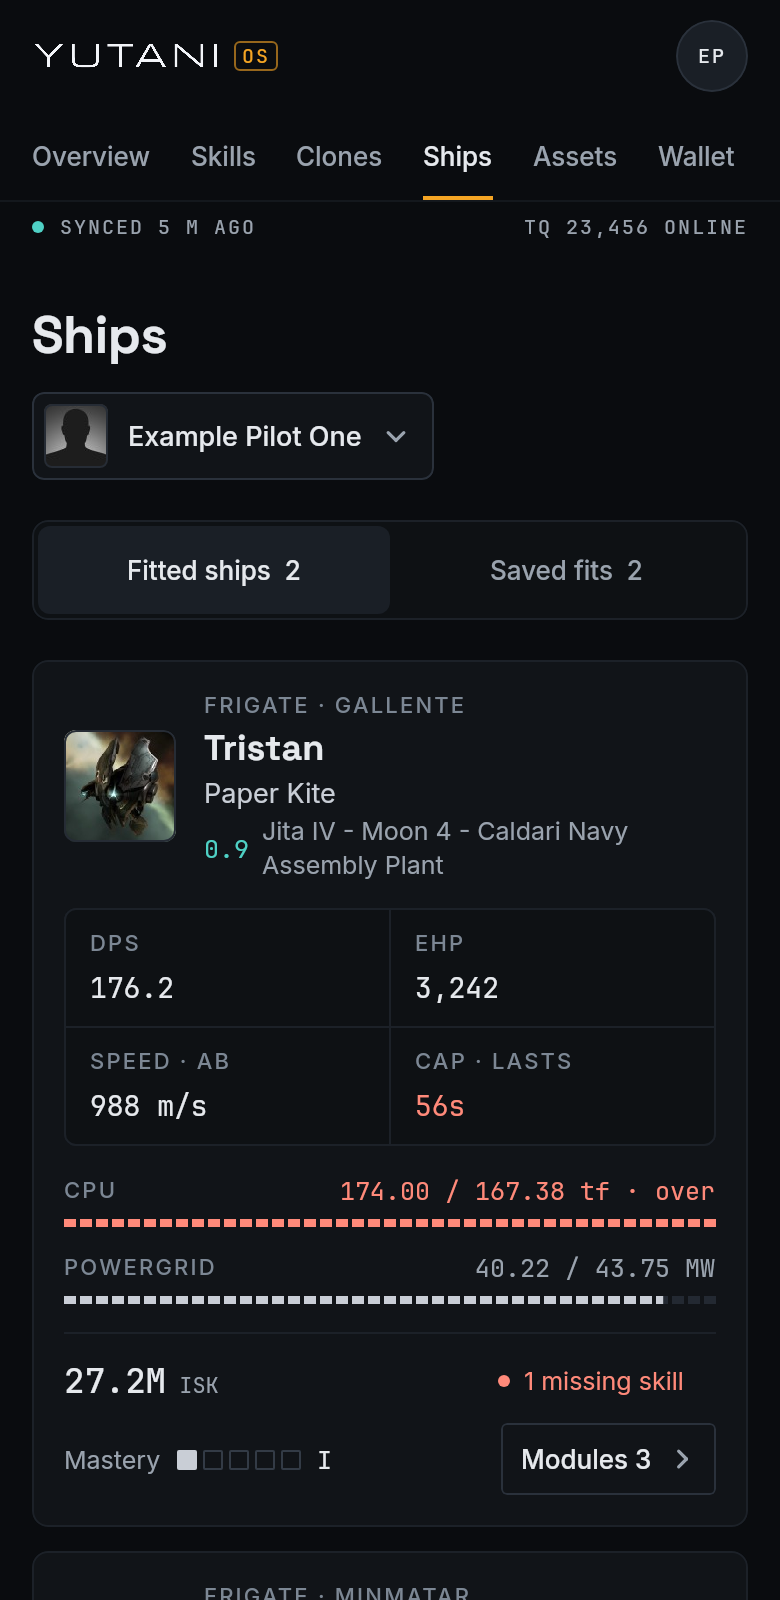 YUTANI OS
EP
Overview Skills Clones Ships Assets Wallet
SYNCED 5 M AGO
TQ 23,456 ONLINE
Ships
Example Pilot One
Fitted ships 2
Saved fits 2
FRIGATE · GALLENTE
Tristan
Paper Kite
0.9 Jita IV - Moon 4 - Caldari Navy
Assembly Plant
DPS
176.2
EHP
3,242
SPEED · AB
988 m/s
CAP · LASTS
56s
CPU
174.00 / 167.38 tf · over
POWERGRID
40.22 / 43.75 MW
27.2M ISK
1 missing skill
Mastery I
Modules 3
FRIGATE · MINMATAR